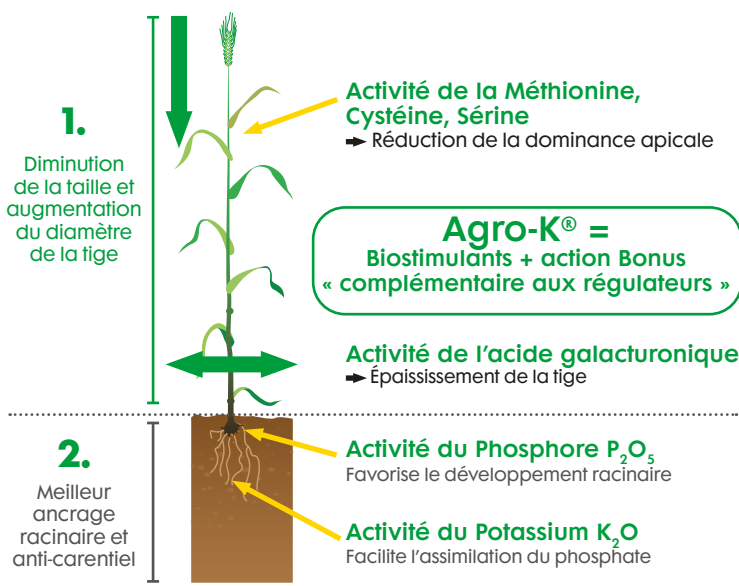 1.
Diminution
de la taille et
augmentation
du diamètre
de la tige
Activité de la Méthionine,
Cystéine, Sérine
➡ Réduction de la dominance apicale
Agro-K® =
Biostimulants + action Bonus
« complémentaire aux régulateurs »
Activité de l'acide galacturonique
➡ Épaississement de la tige
2.
Meilleur
ancrage
racinaire et
anti-carentiel
Activité du Phosphore P₂O₅
Favorise le développement racinaire
Activité du Potassium K₂O
Facilite l'assimilation du phosphate